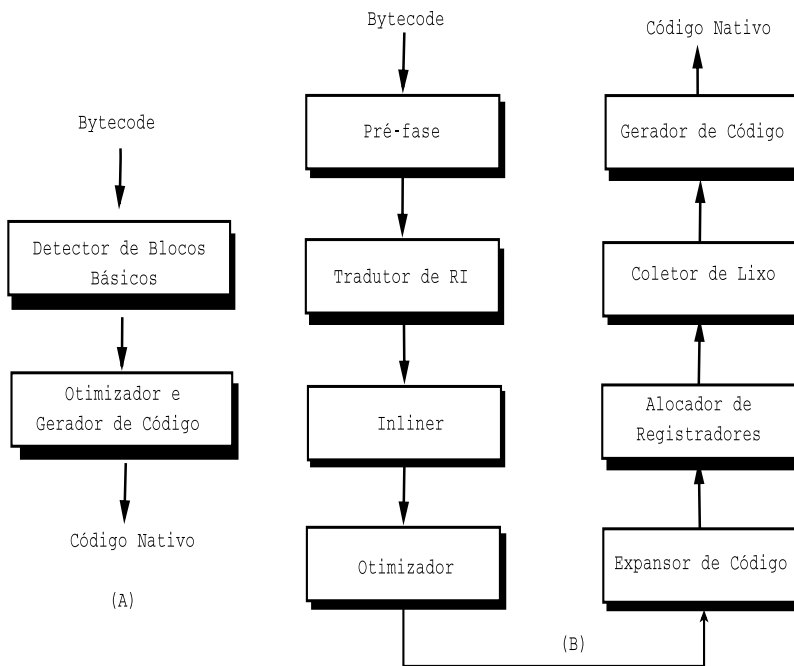 Bytecode
Detector de Blocos
Básicos
Otimizador e
Gerador de Código
Código Nativo
(A)
Bytecode
Pré-fase
Tradutor de RI
Inliner
Otimizador
(B)
Código Nativo
Gerador de Código
Coletor de Lixo
Alocador de
Registradores
Expansor de Código